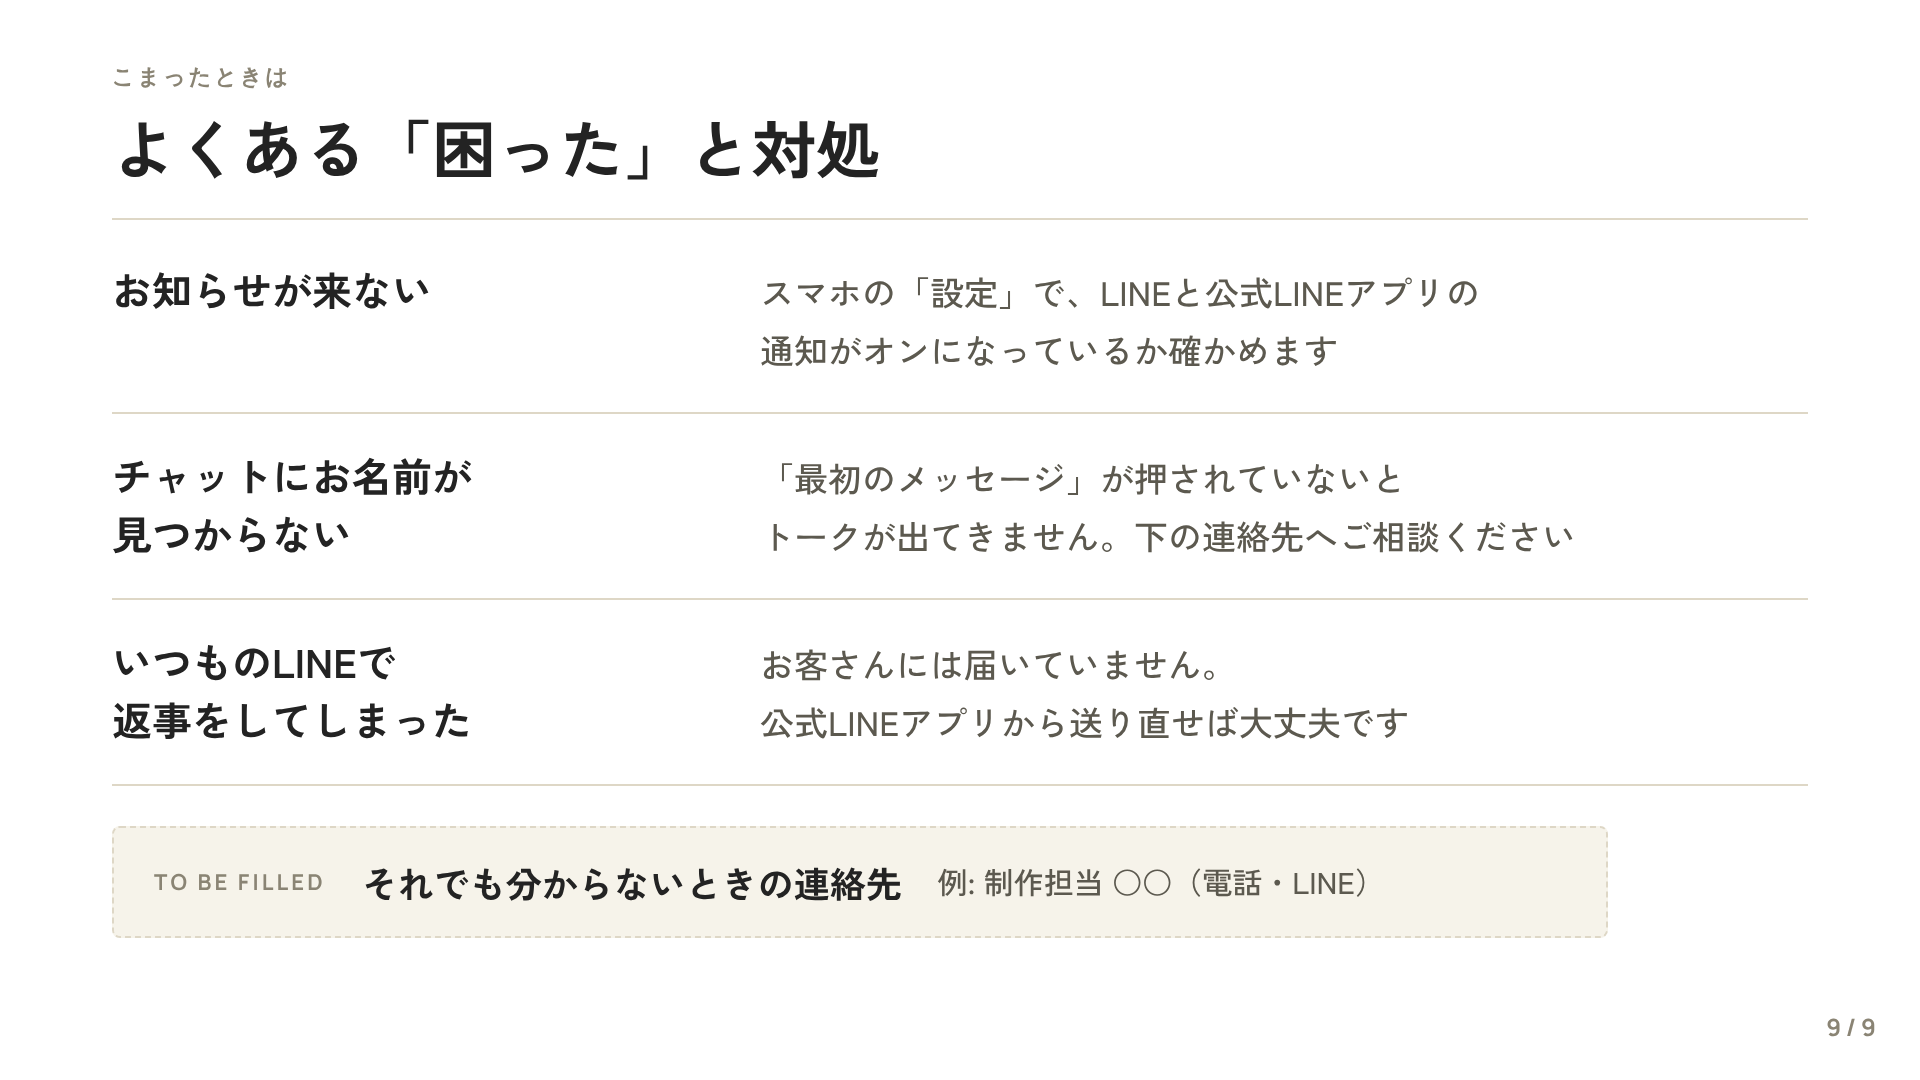 こまったときは
よくある「困った」と対処
お知らせが来ない
スマホの「設定」で、LINEと公式LINEアプリの
通知がオンになっているか確かめます
チャットにお名前が
見つからない
「最初のメッセージ」が押されていないと
トークが出てきません。下の連絡先へご相談ください
いつものLINEで
返事をしてしまった
お客さんには届いていません。
公式LINEアプリから送り直せば大丈夫です
TO BE FILLED それでも分からないときの連絡先 例: 制作担当 〇〇（電話・LINE）
9 / 9